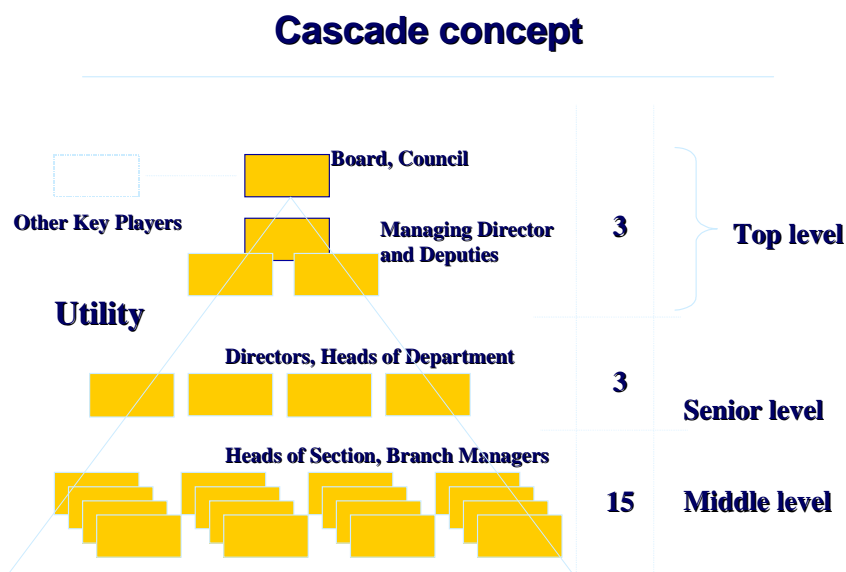 Cascade concept
Board, Council
Other Key Players
Managing Director
and Deputies
3
Top level
Utility
Directors, Heads of Department
3
Senior level
Heads of Section, Branch Managers
15
Middle level